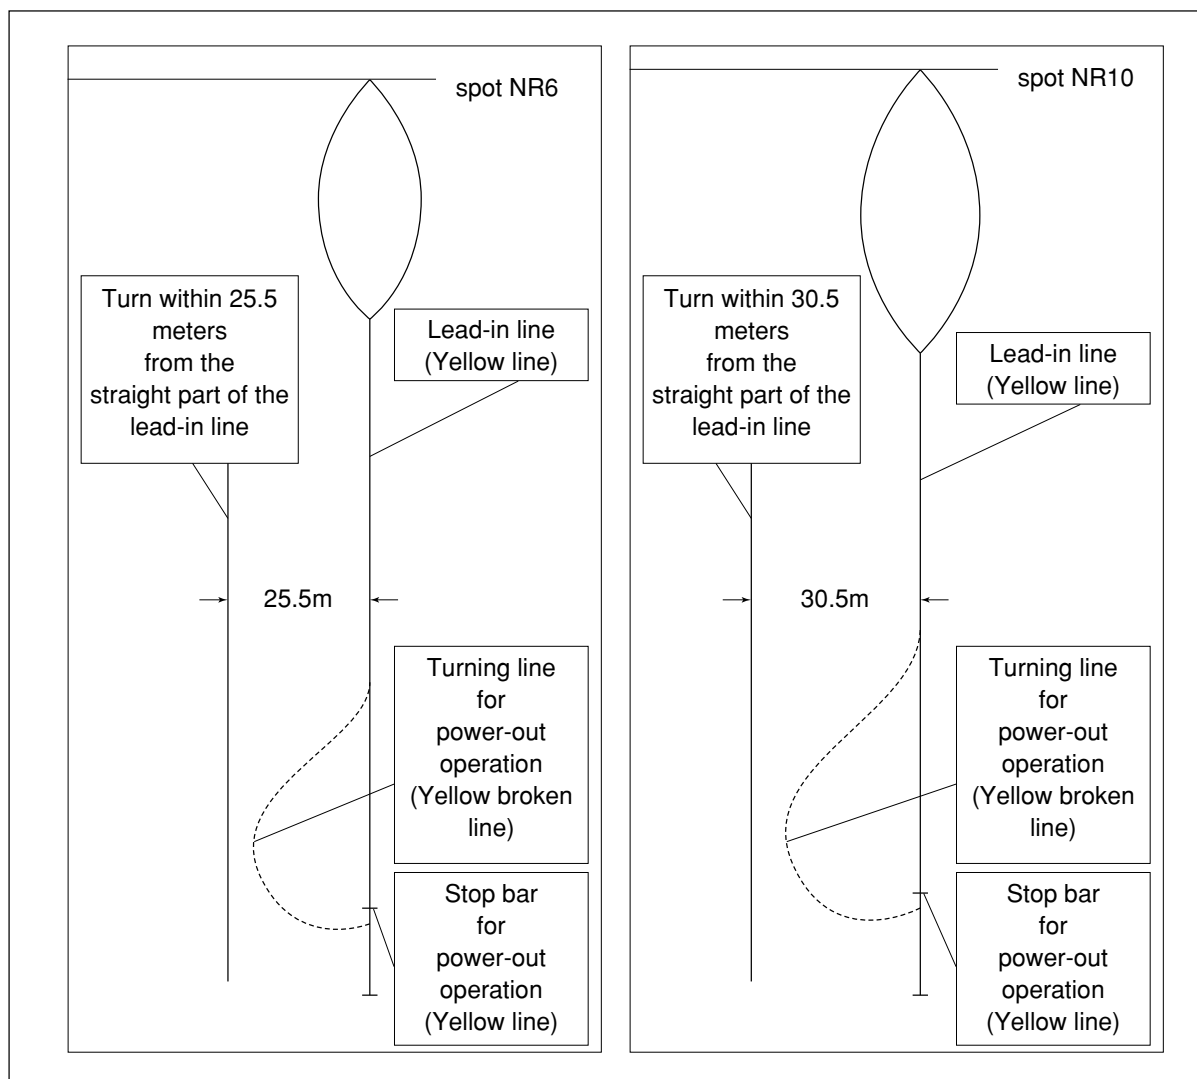 spot NR6
Turn within 25.5
meters
from the
straight part of the
lead-in line
Lead-in line
(Yellow line)
25.5m
Turning line
for
power-out
operation
(Yellow broken
line)
Stop bar
for
power-out
operation
(Yellow line)
spot NR10
Turn within 30.5
meters
from the
straight part of the
lead-in line
Lead-in line
(Yellow line)
30.5m
Turning line
for
power-out
operation
(Yellow broken
line)
Stop bar
for
power-out
operation
(Yellow line)